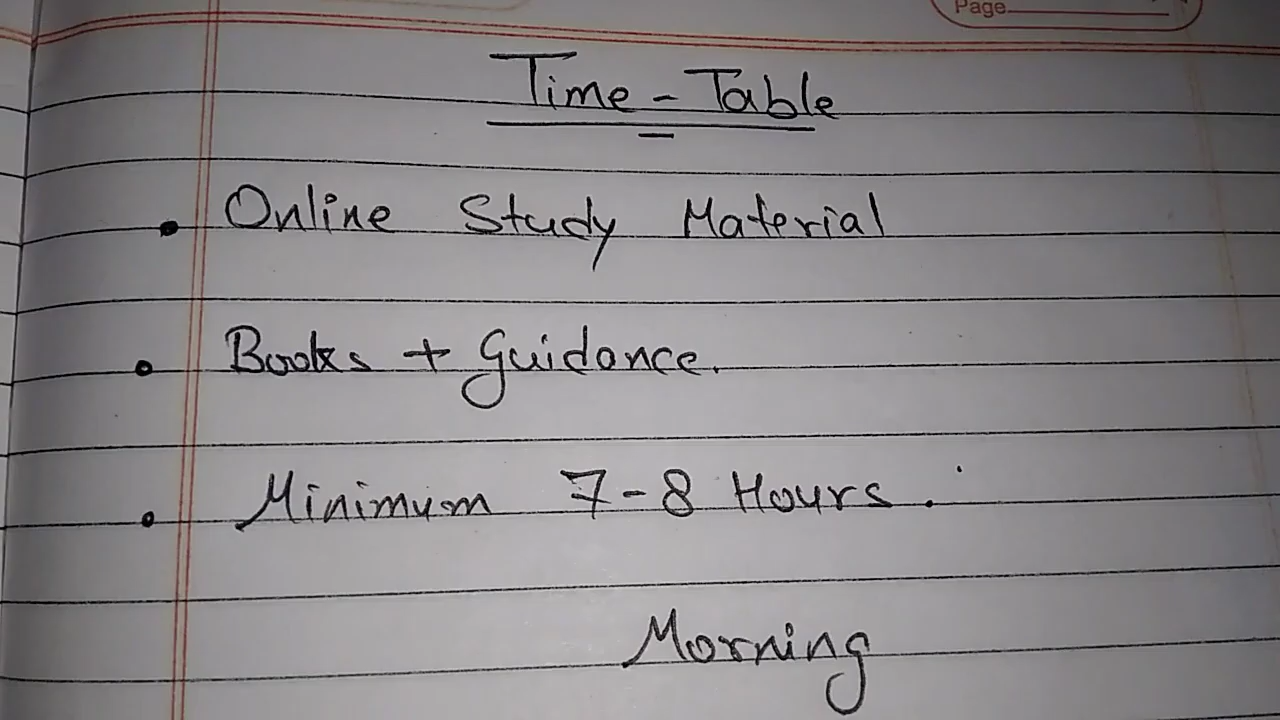 Page
Time - Table
• Online Study Material
• Books + Guidance.
• Minimum 7-8 Hours.
Morning